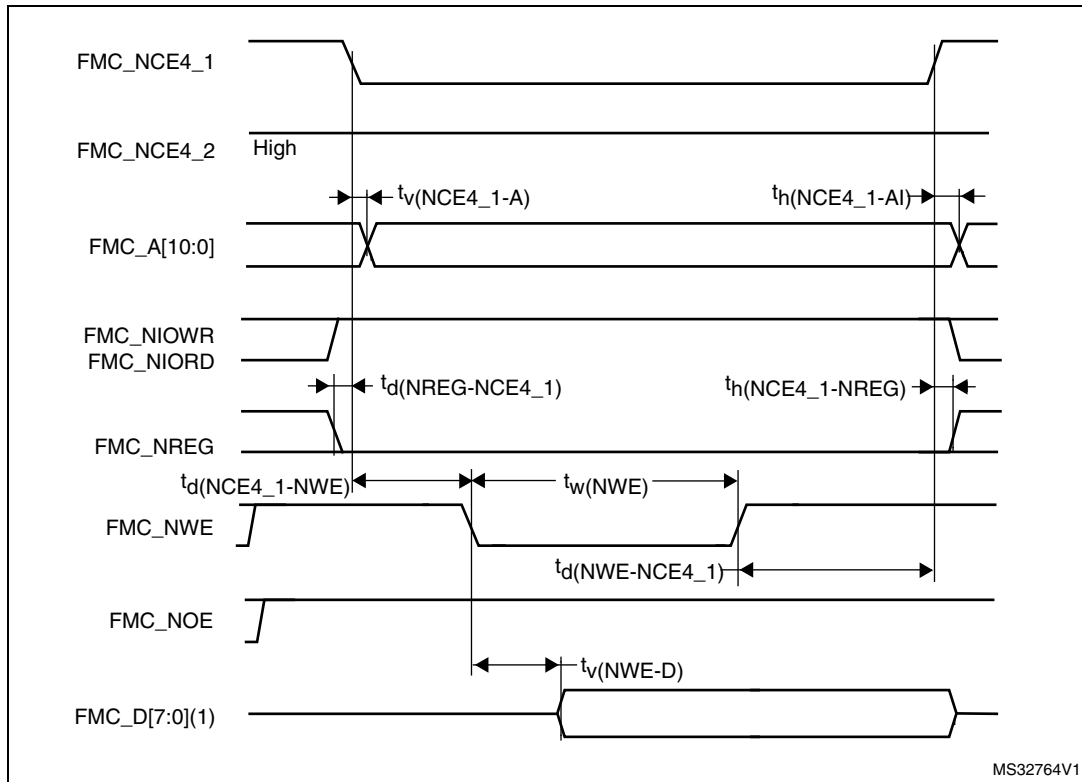 FMC_NCE4_1
FMC_NCE4_2 High
tv(NCE4_1-A) th(NCE4_1-AI)
FMC_A[10:0]
FMC_NIOWR
FMC_NIORD
td(NREG-NCE4_1) th(NCE4_1-NREG)
FMC_NREG
td(NCE4_1-NWE) tw(NWE)
FMC_NWE
td(NWE-NCE4_1)
FMC_NOE
tv(NWE-D)
FMC_D[7:0](1)
MS32764V1